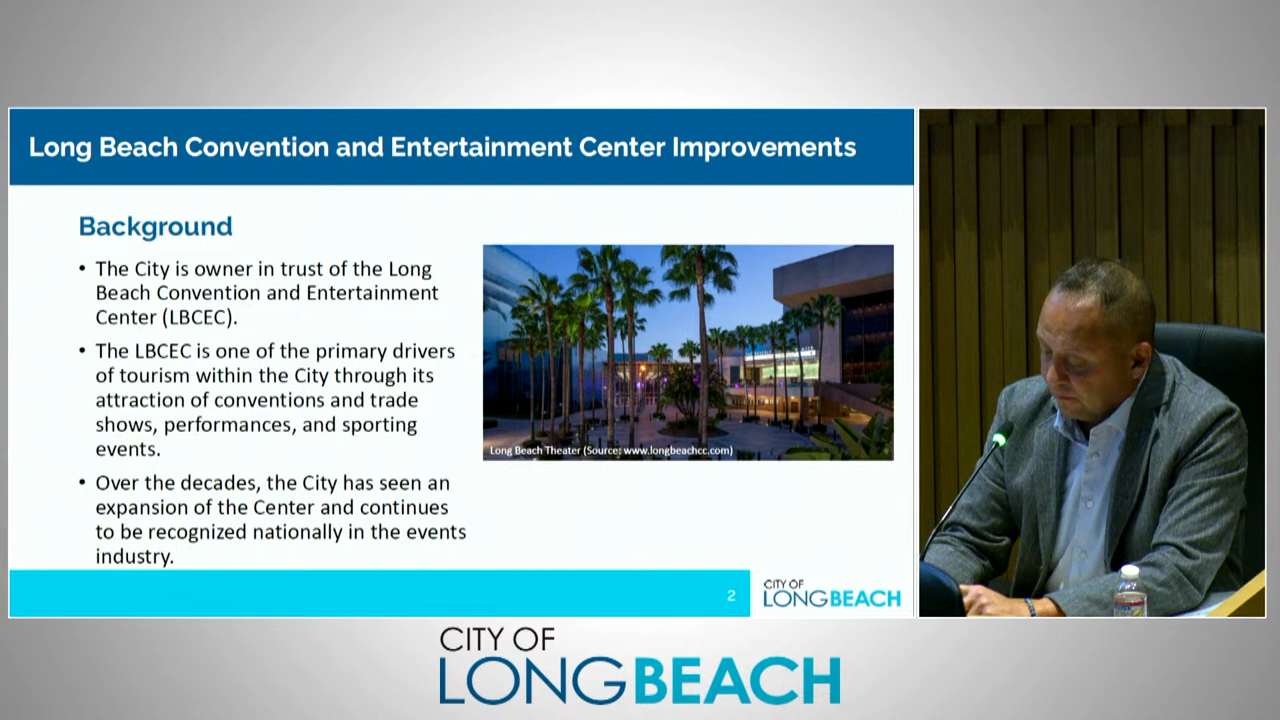 Long Beach Convention and Entertainment Center Improvements
Background
• The City is owner in trust of the Long
Beach Convention and Entertainment
Center (LBCEC).
• The LBCEC is one of the primary drivers
of tourism within the City through its
attraction of conventions and trade
shows, performances, and sporting
events.
• Over the decades, the City has seen an
expansion of the Center and continues
to be recognized nationally in the events
industry.
Long Beach Theater (Source: www.longbeachcc.com)
2
CITY OF
LONGBEACH
CITY OF
LONGBEACH